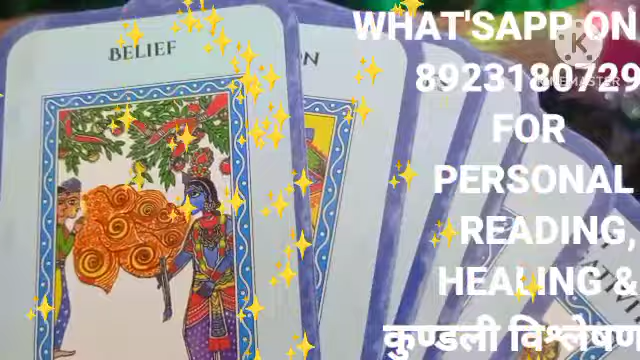 BELIEF
WHAT'SAPP ON
8923180729
FOR
PERSONAL
READING,
HEALING &
कुण्डली विश्लेषण
K